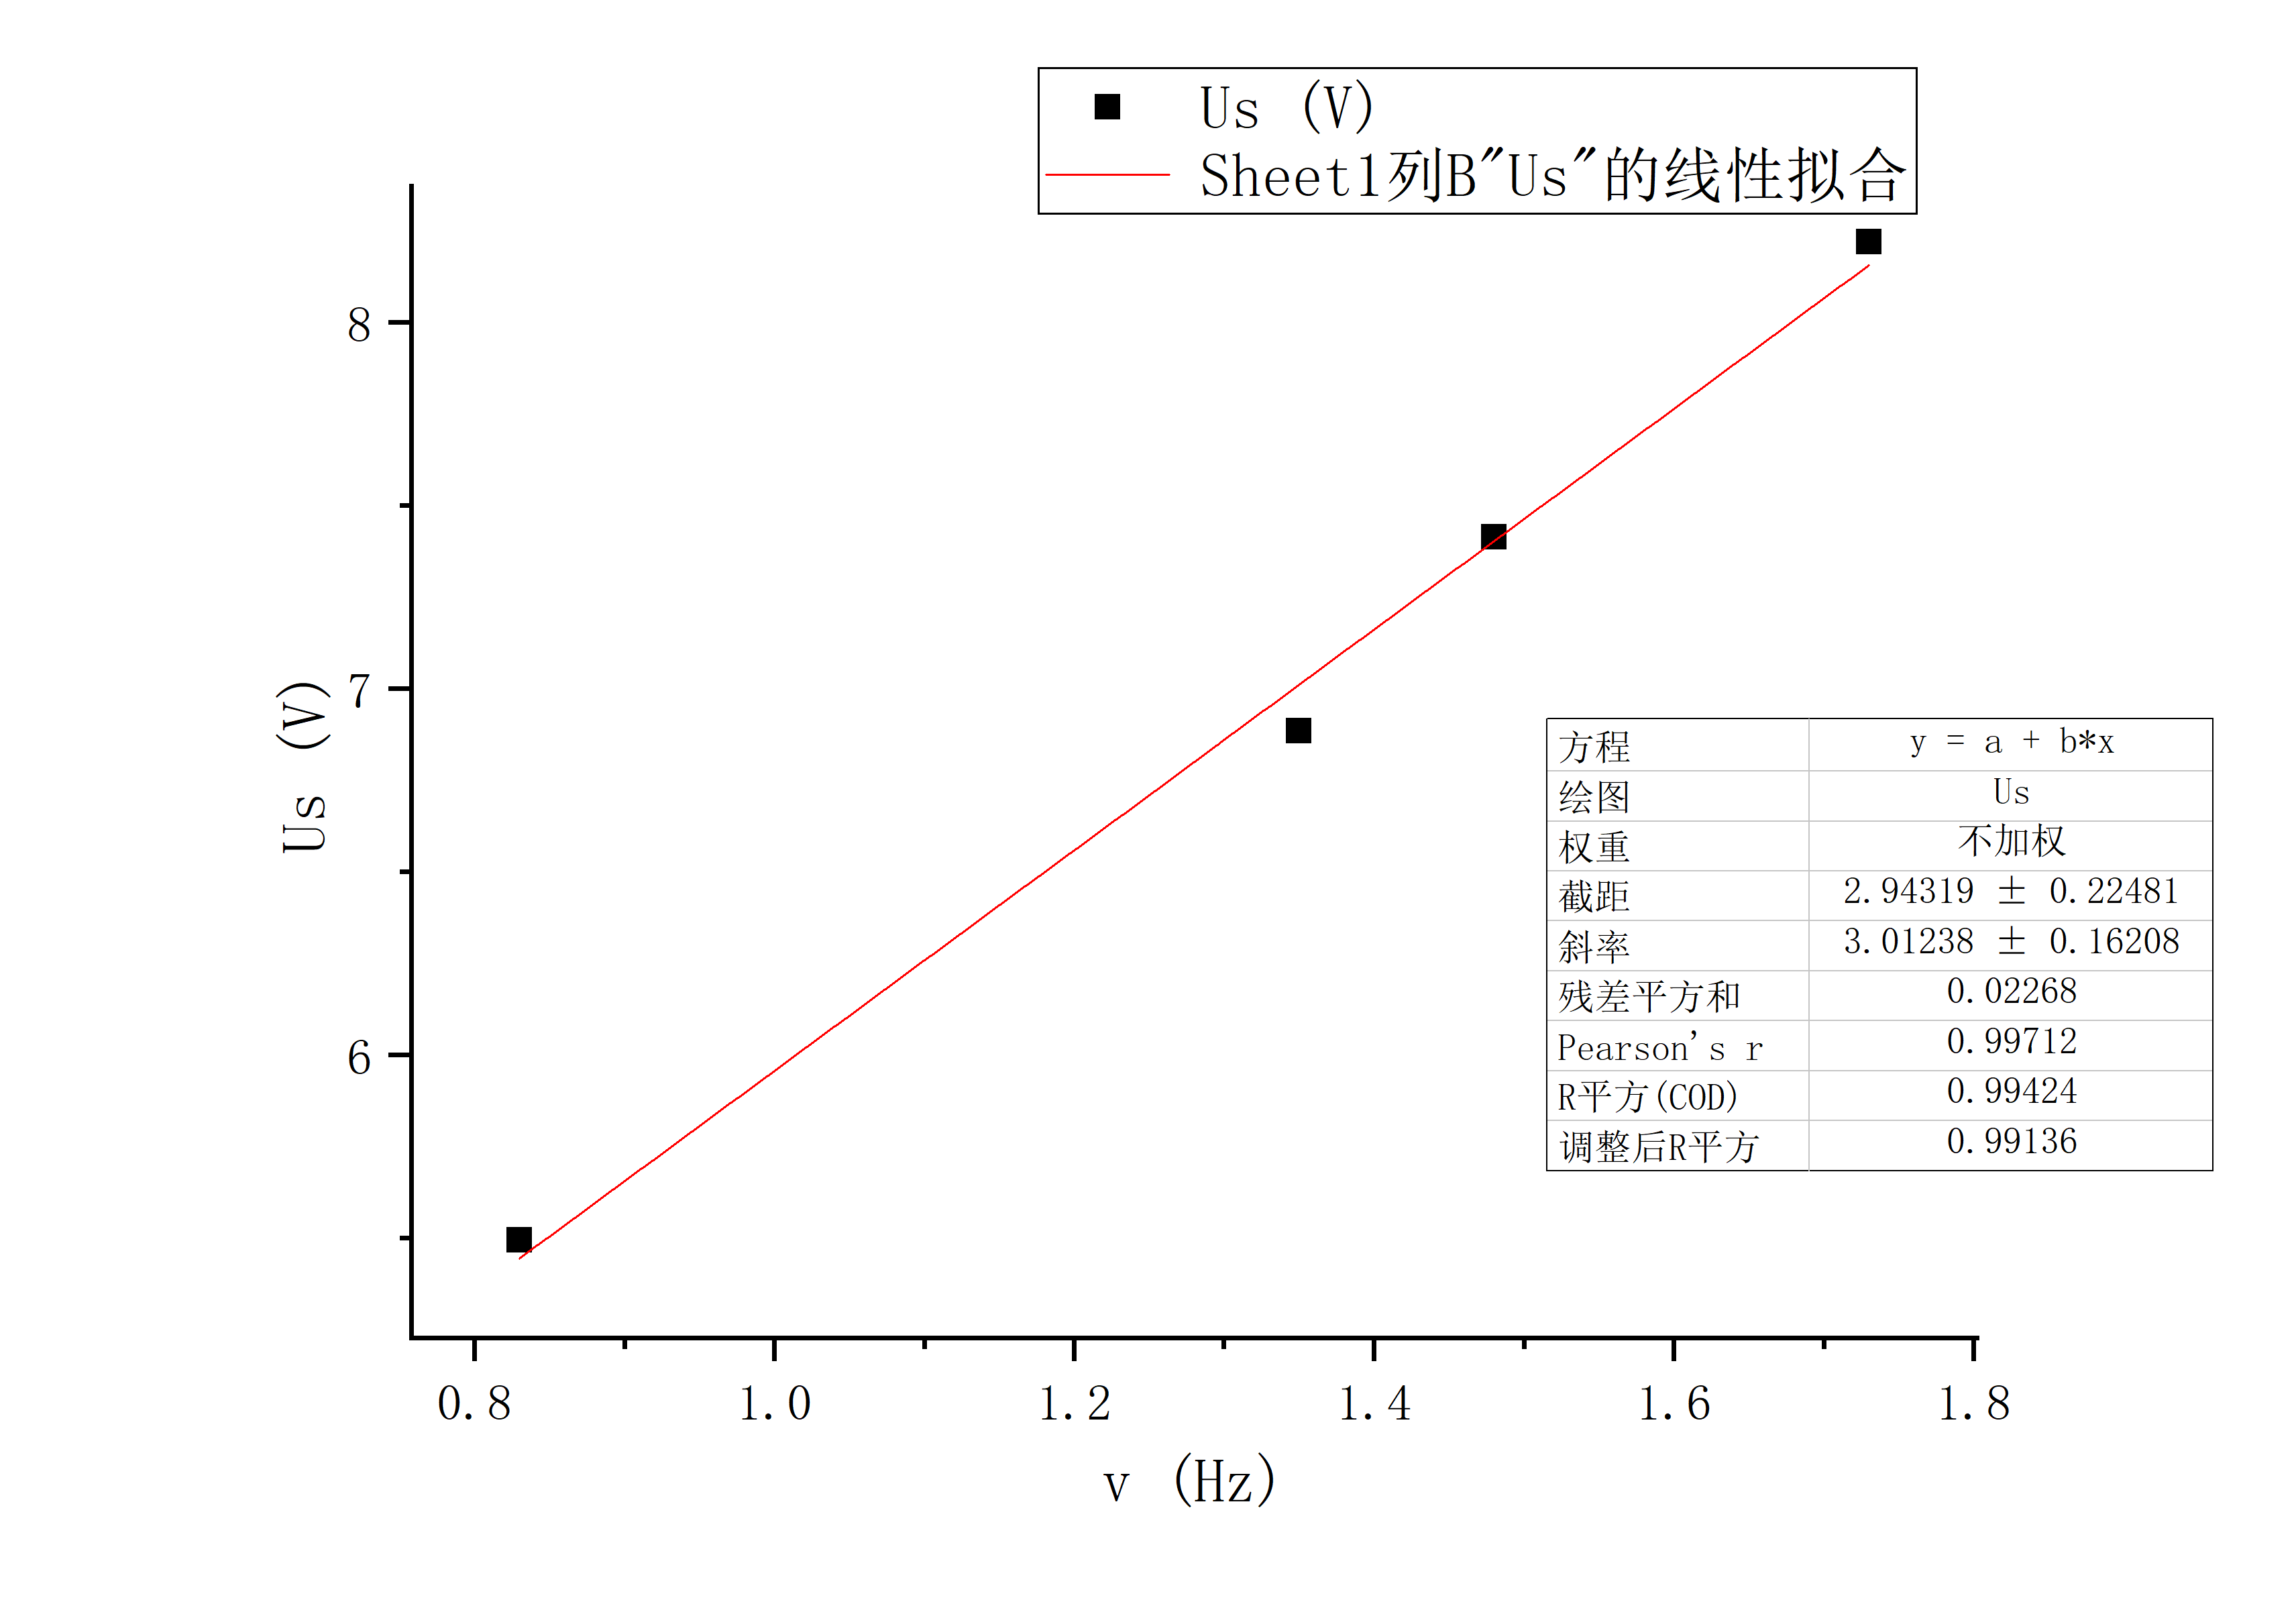 Us (V)
Sheet1列B"Us"的线性拟合
8
7
6
Us (V)
方程 y = a + b*x
绘图 Us
权重 不加权
截距 2.94319 ± 0.22481
斜率 3.01238 ± 0.16208
残差平方和 0.02268
Pearson's r 0.99712
R平方(COD) 0.99424
调整后R平方 0.99136
0.8 1.0 1.2 1.4 1.6 1.8
v (Hz)